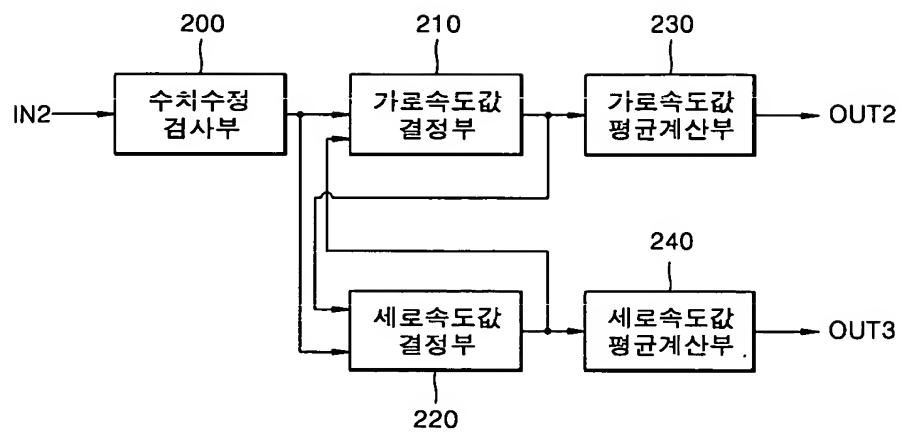 200
210
230
IN2
수치수정
검사부
가로속도값
결정부
가로속도값
평균계산부
OUT2
240
세로속도값
결정부
세로속도값
평균계산부
OUT3
220